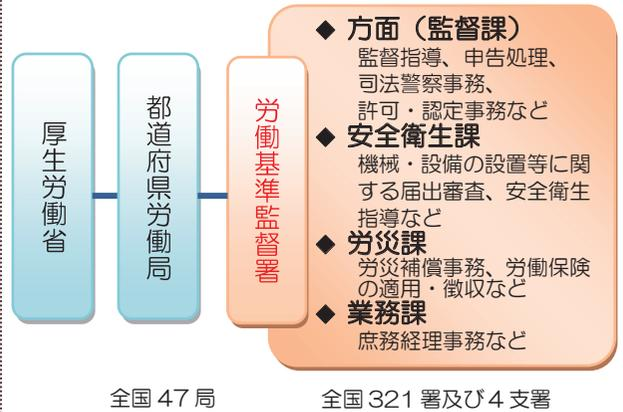 厚生労働省
都道府県労働局
労働基準監督署
◆ 方面（監督課）
監督指導、申告処理、
司法警察事務、
許可・認定事務など
◆ 安全衛生課
機械・設備の設置等に関
する届出審査、安全衛生
指導など
◆ 労災課
労災補償事務、労働保険
の適用・徴収など
◆ 業務課
庶務経理事務など
全国 47 局
全国 321 署及び 4 支署